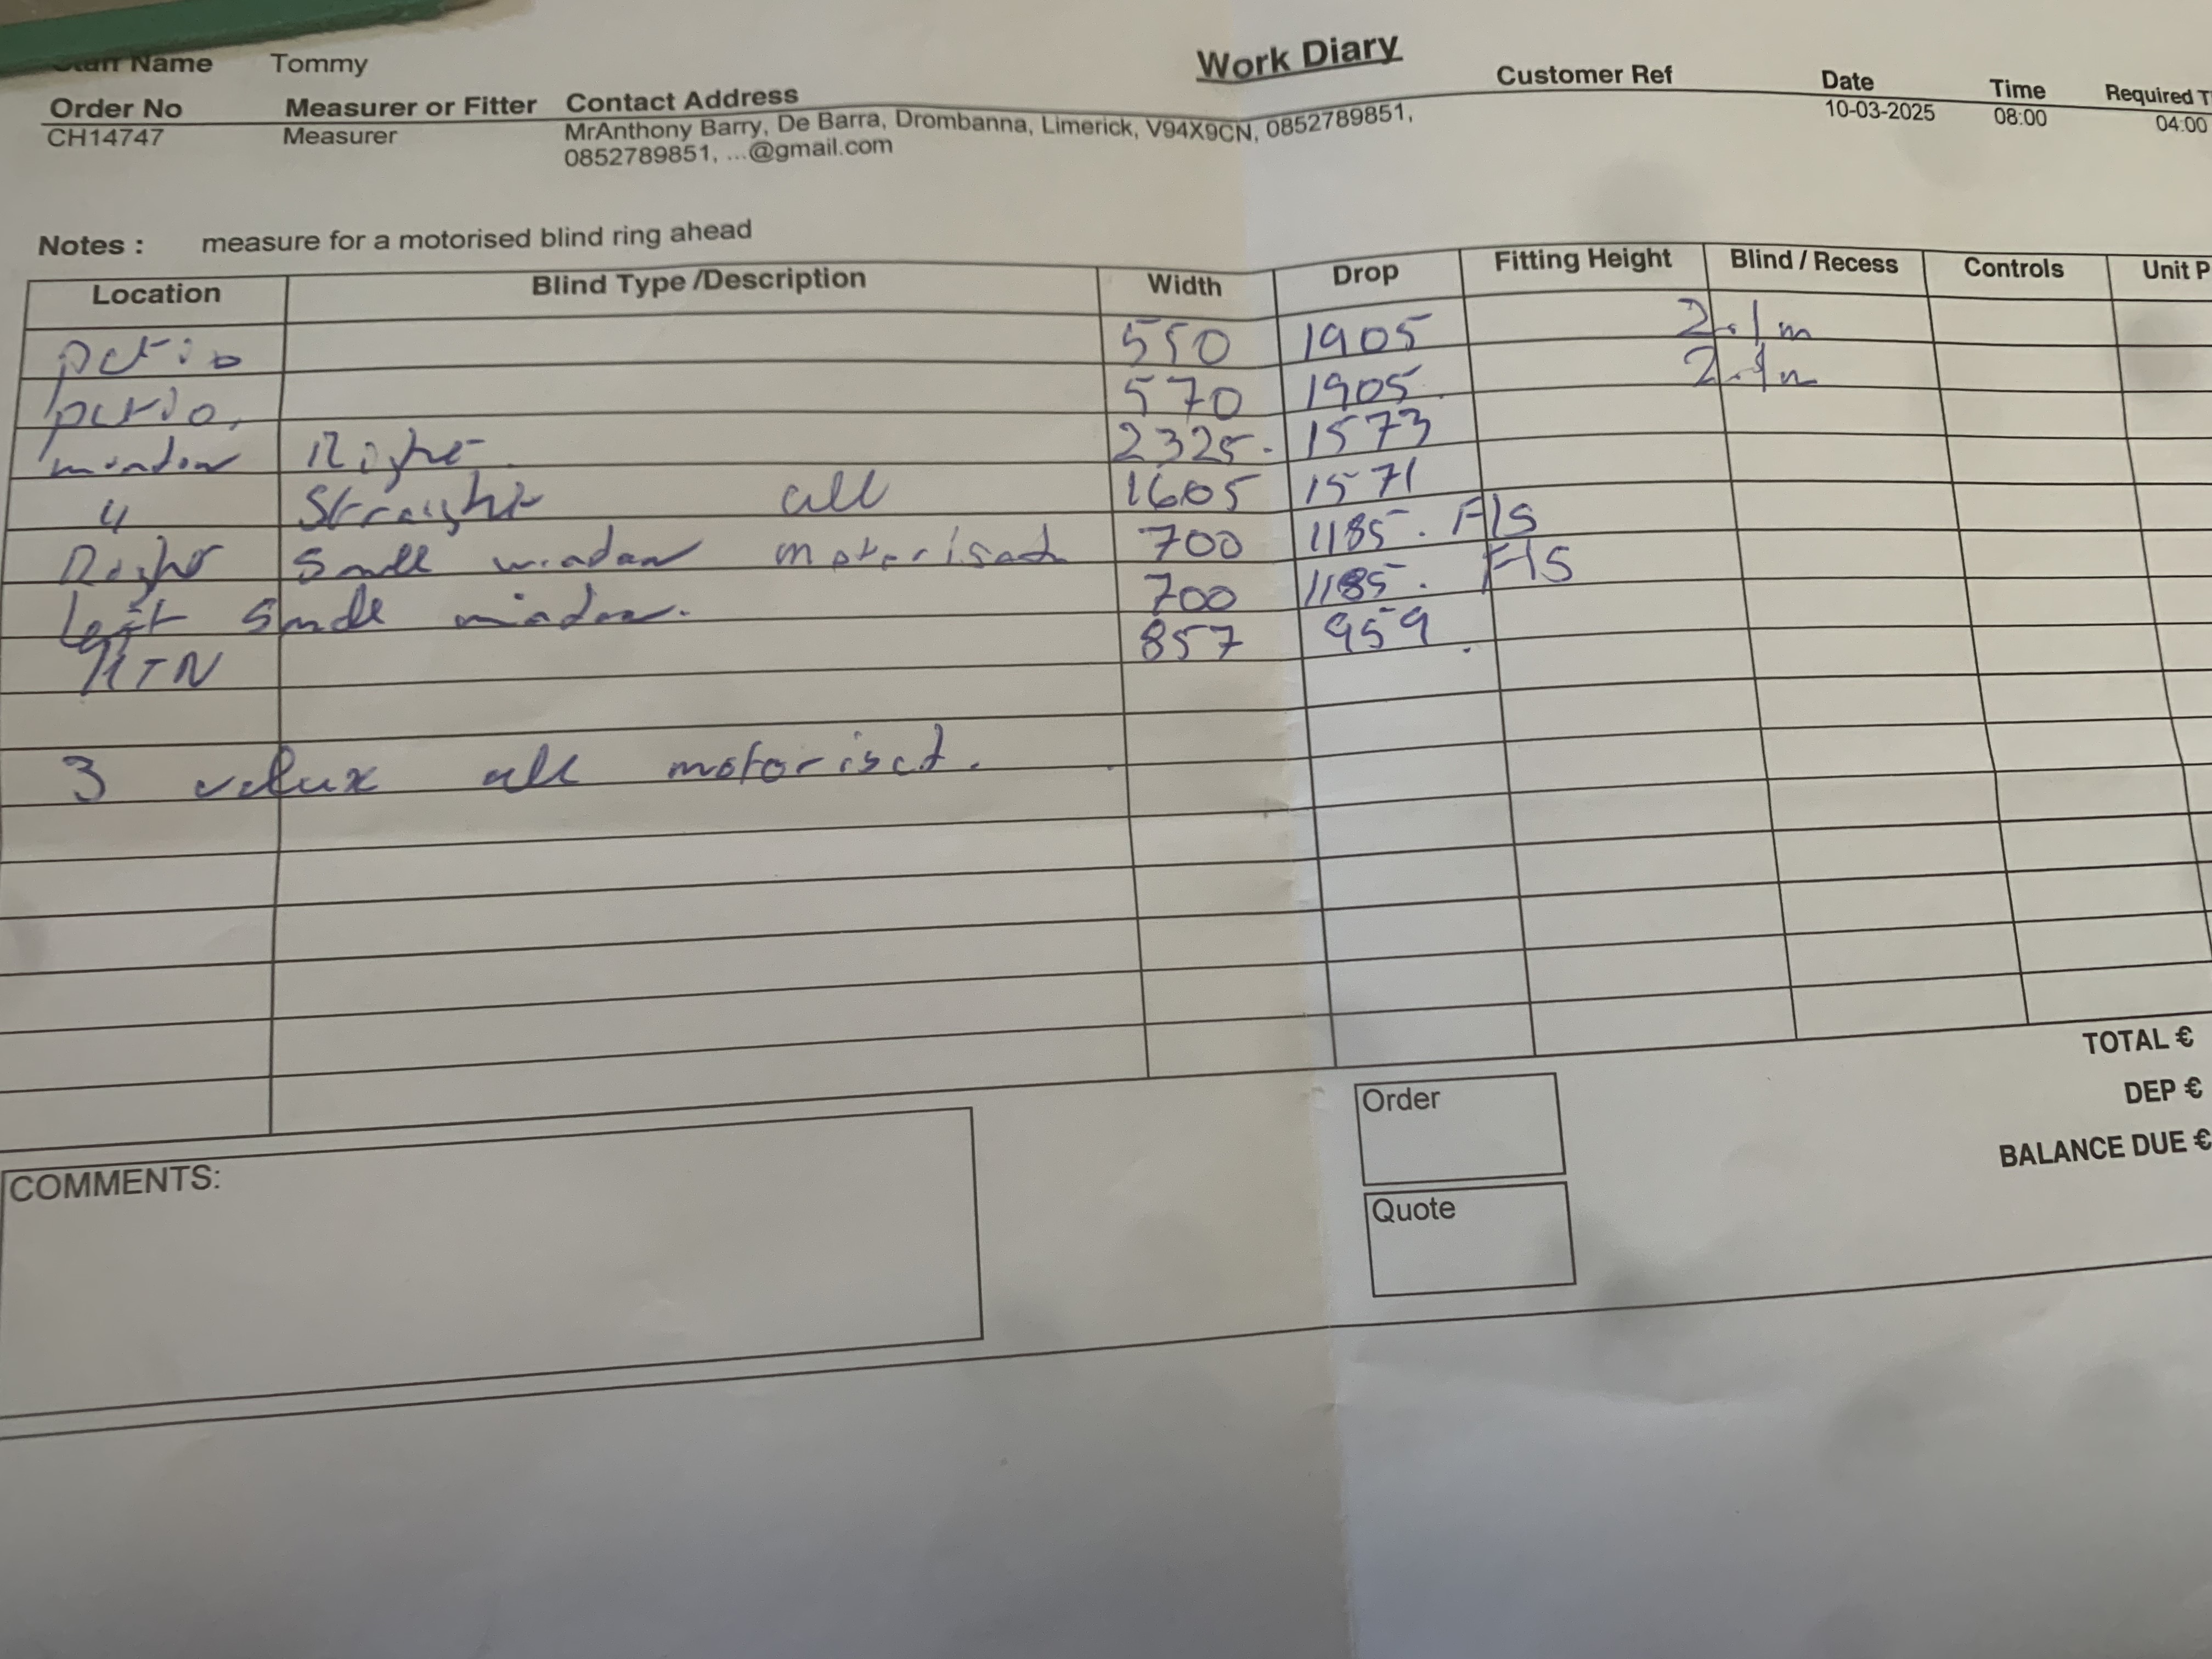 Staff Name Tommy
Work Diary
Order No Measurer or Fitter Contact Address Customer Ref Date Time Required T
CH14747 Measurer MrAnthony Barry, De Barra, Drombanna, Limerick, V94X9CN, 0852789851, 10-03-2025 08:00 04:00
0852789851, ...@gmail.com
Notes : measure for a motorised blind ring ahead
Location Blind Type /Description Width Drop Fitting Height Blind / Recess Controls Unit P
patio 550 1905 2.1m
patio, 570 1905 2.1m
window Right 2325 1573
Straight all 1605 1571
Right Small window motorised 700 1185. F/S
left Small window. 700 1185. F/S
KTN 857 959
3 velux all motorised.
TOTAL €
Order
DEP €
BALANCE DUE €
COMMENTS:
Quote